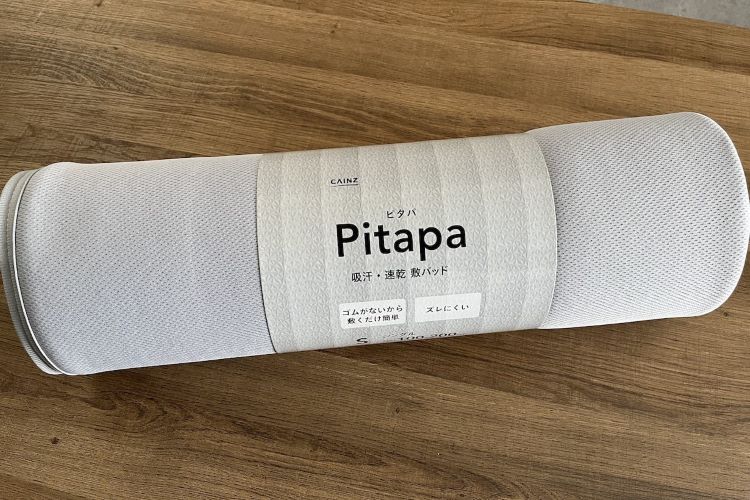 CAINZ
ピタパ
Pitapa
吸汗・速乾 敷パッド
ゴムがないから
敷くだけ簡単
ズレにくい